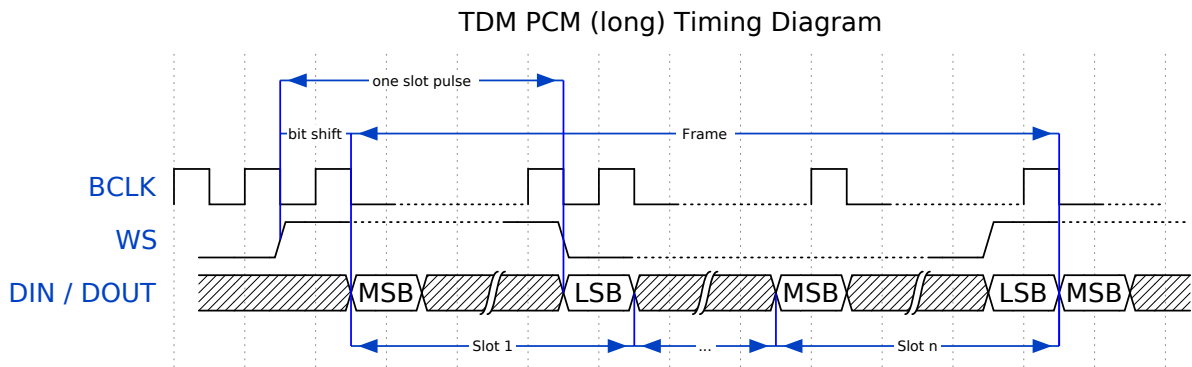 TDM PCM (long) Timing Diagram
one slot pulse
bit shift
Frame
BCLK
WS
DIN / DOUT
MSB
LSB
MSB
LSB
MSB
Slot 1
...
Slot n